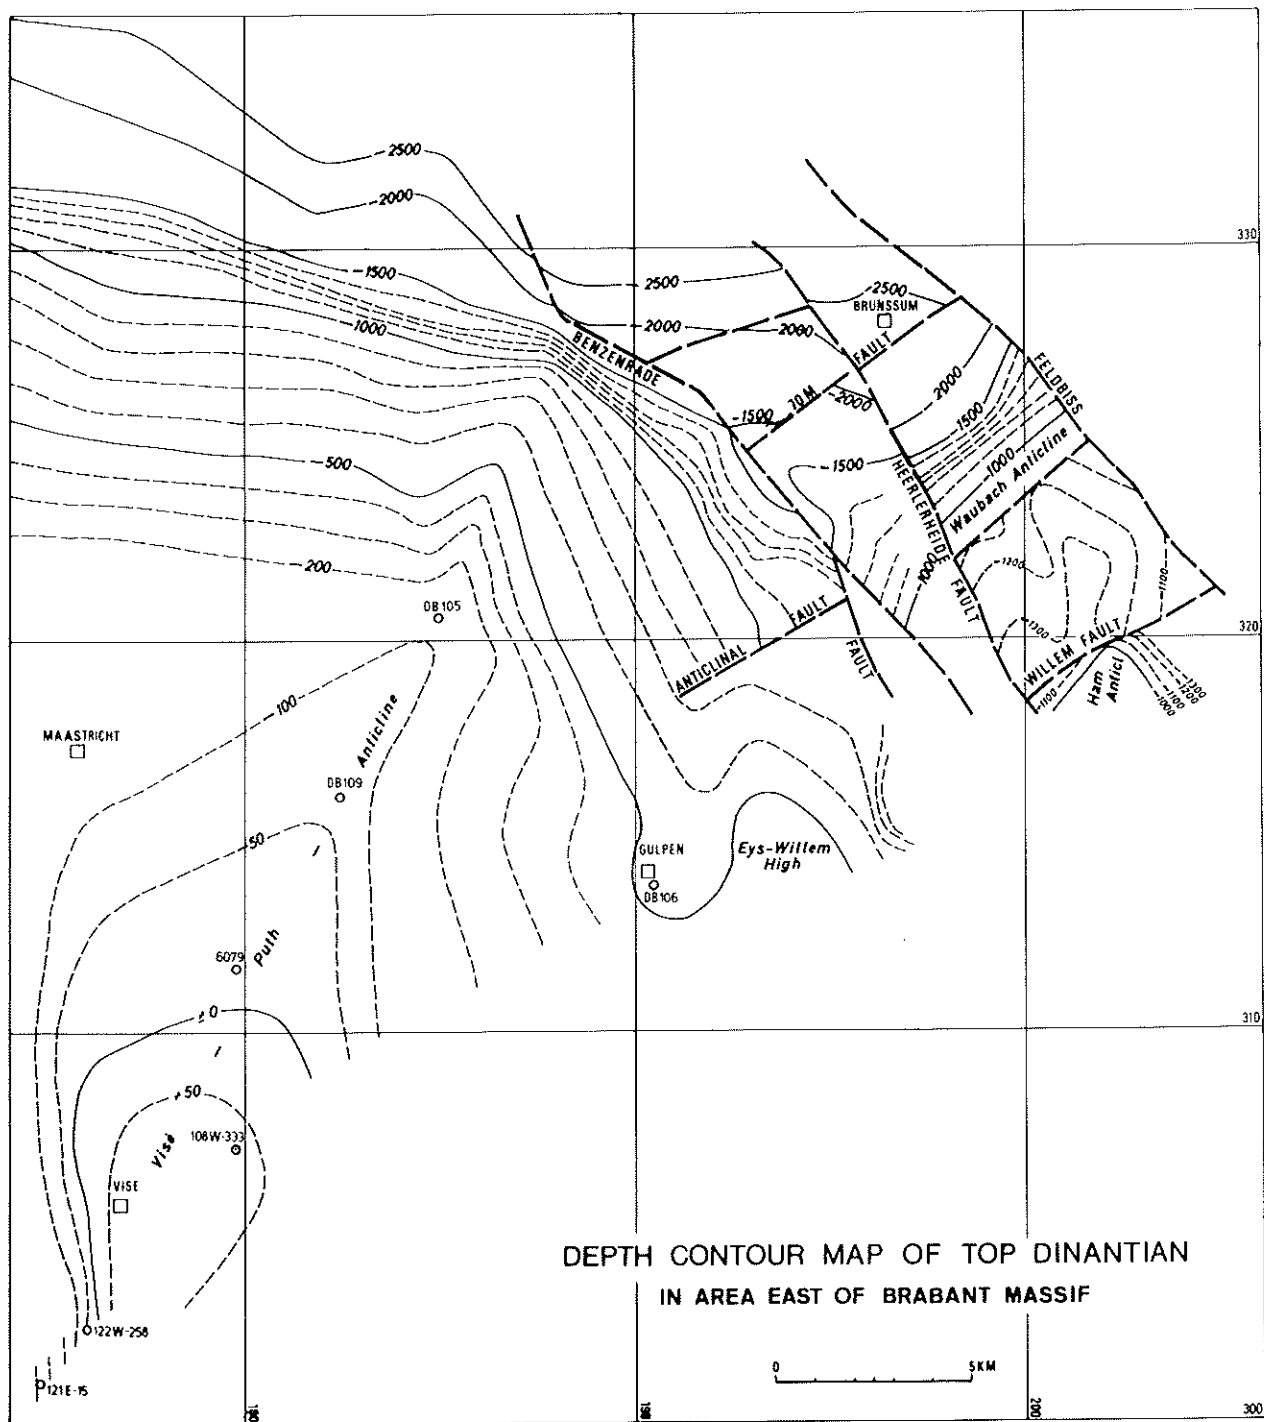 -2500
2000
330
-1500
-2500
-2500
BRUNSSUM
1000
2000
2000
BENZENRADE
FAULT
FELDBISS
70 M
-2000
2000
-1500
-1500
-500
-1500
-1000
HEERLERHEIDE
FAULT
Waubach Anticline
200
-1000
-1200
-1100
DB105
ANTICLINAL
FAULT
FAULT
-1300
WILLEM FAULT
320
-100
MAASTRICHT
Anticline
-1100
Ham
Anticl
-1300
-1200
-1100
-1000
DB109
50
GULPEN
Eys-Willem
High
DB106
6079
Puth
±0
310
+50
108W-333
Visé
VISE
DEPTH CONTOUR MAP OF TOP DINANTIAN
IN AREA EAST OF BRABANT MASSIF
122W-258
0
5KM
121E-15
200
300